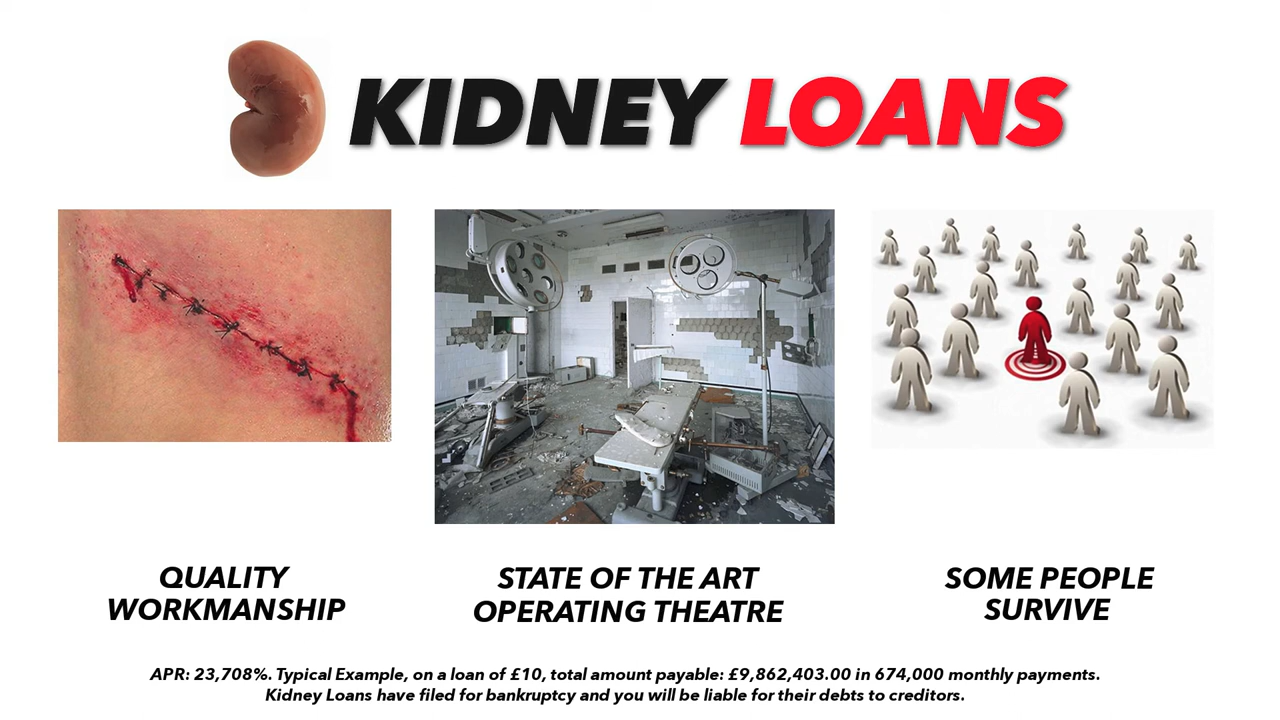 KIDNEY LOANS
QUALITY
WORKMANSHIP
STATE OF THE ART
OPERATING THEATRE
SOME PEOPLE
SURVIVE
APR: 23,708%. Typical Example, on a loan of £10, total amount payable: £9,862,403.00 in 674,000 monthly payments.
Kidney Loans have filed for bankruptcy and you will be liable for their debts to creditors.